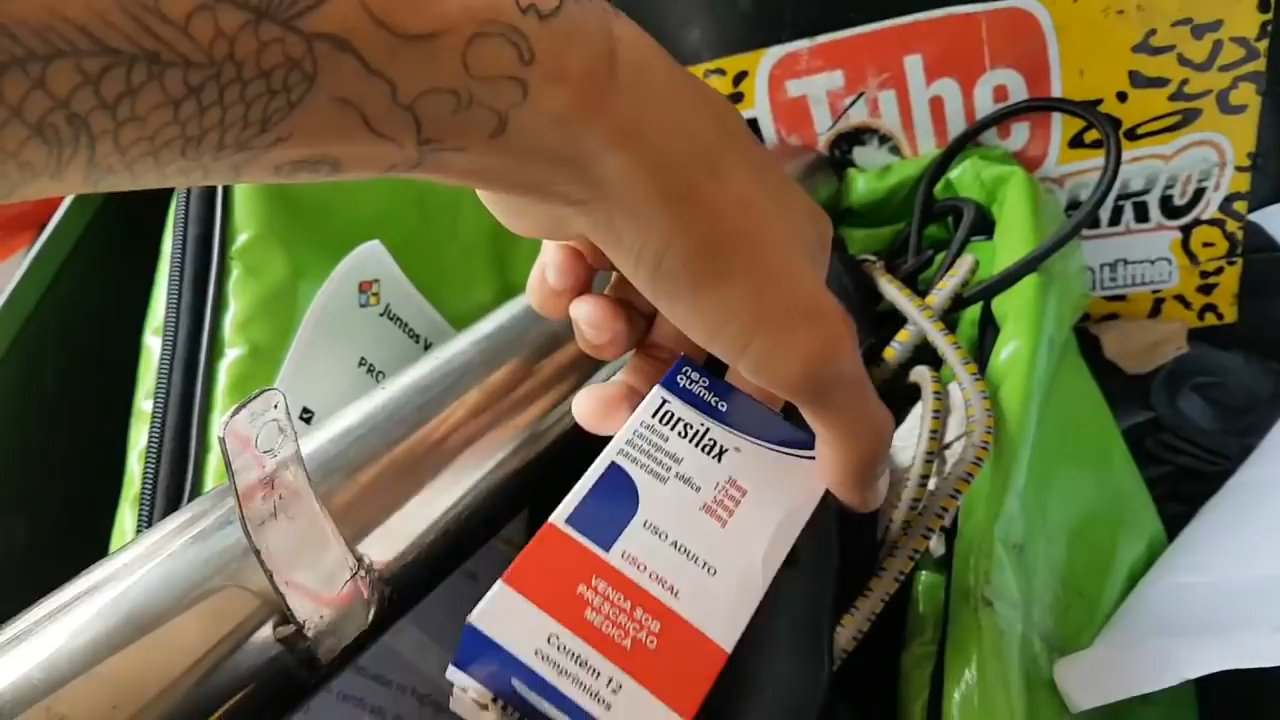 Tube
RRO
Lima
Juntos V
PRO
neo
química
Torsilax
cafeína 30mg
carisoprodol 125mg
diclofenaco sódico 50mg
paracetamol 300mg
USO ADULTO
USO ORAL
VENDA SOB
PRESCRIÇÃO
MÉDICA
Contém 12
comprimidos